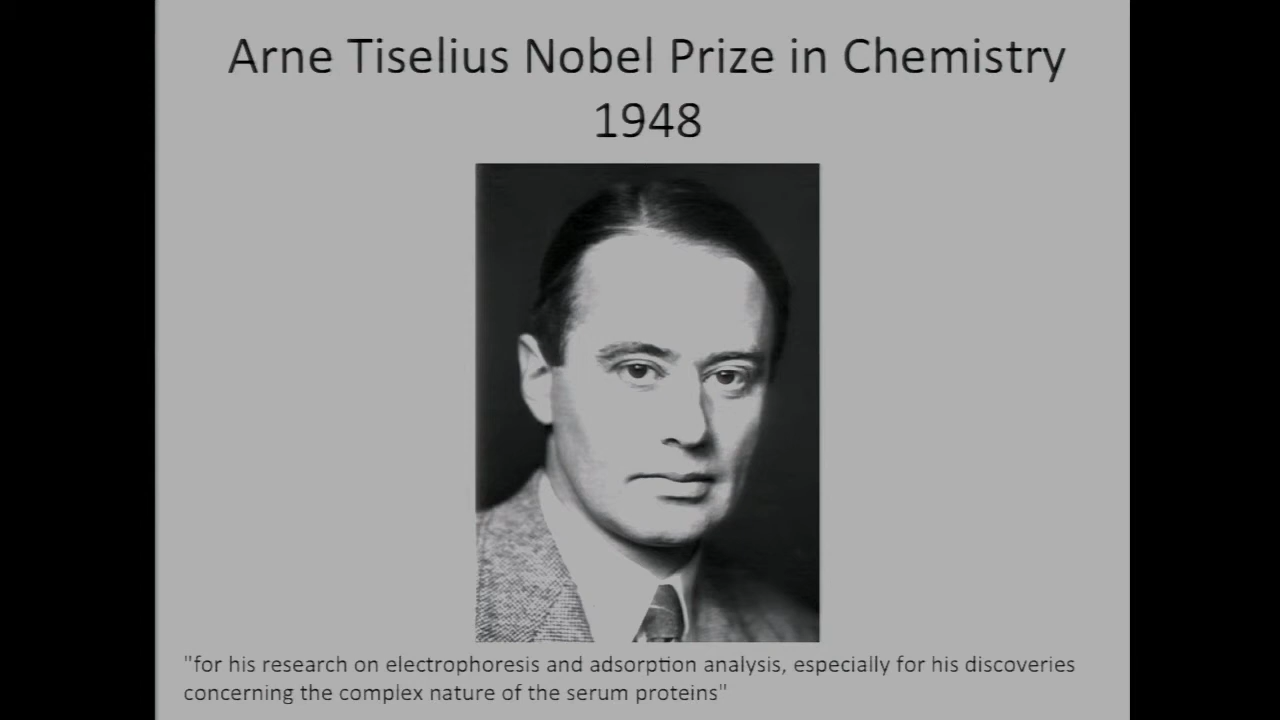 Arne Tiselius Nobel Prize in Chemistry
1948
"for his research on electrophoresis and adsorption analysis, especially for his discoveries
concerning the complex nature of the serum proteins"